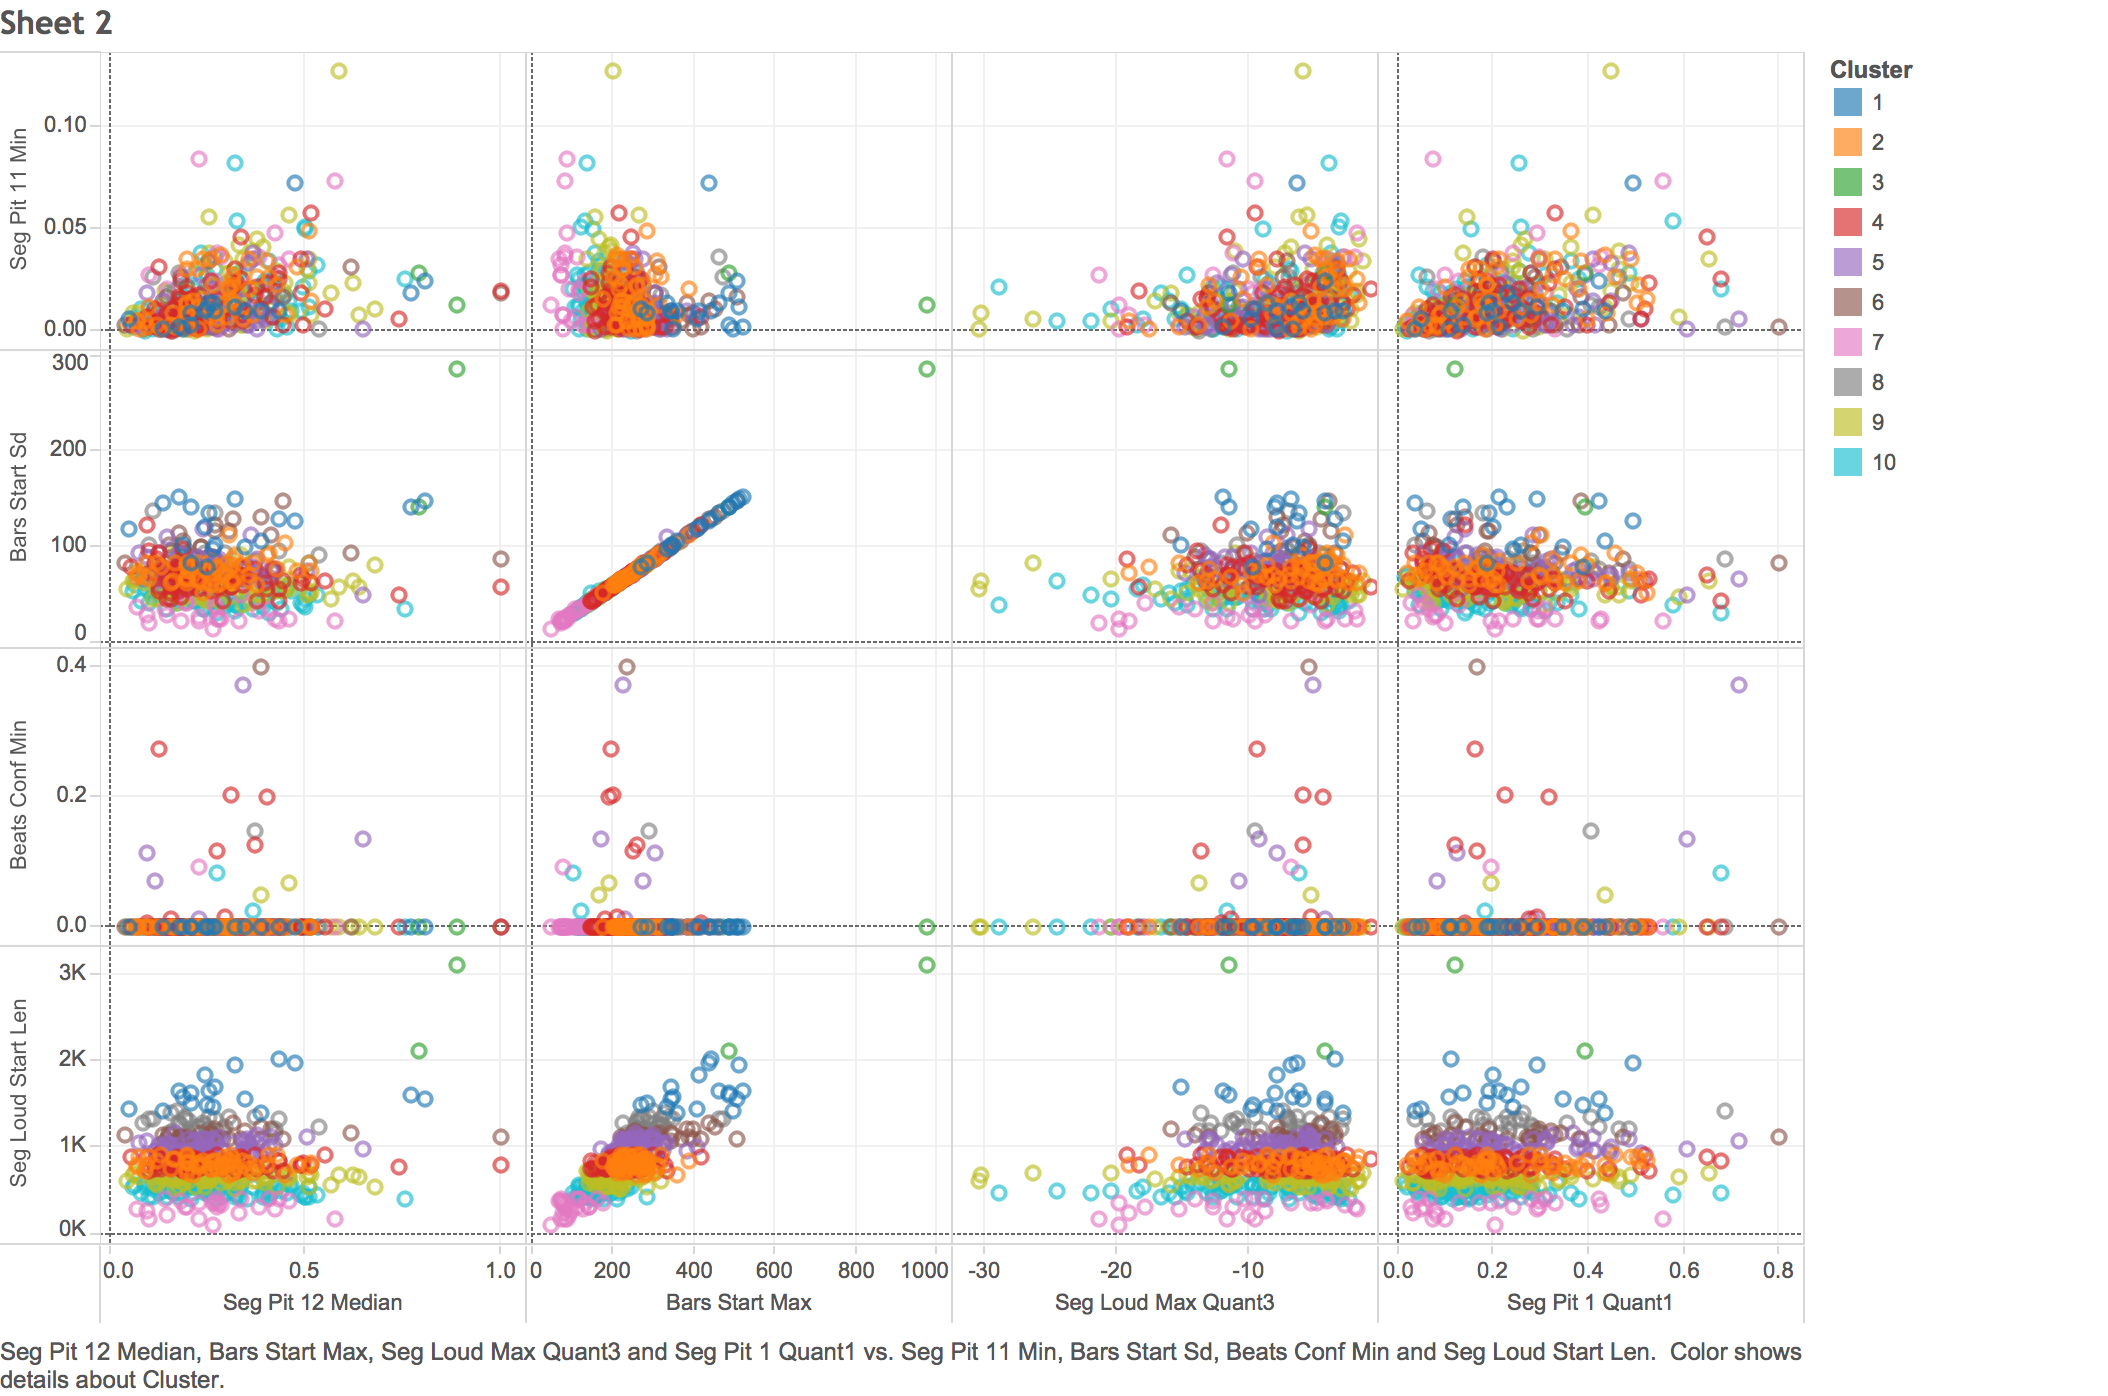 Sheet 2
Cluster
1
2
3
4
5
6
7
8
9
10
Seg Pit 11 Min
0.10
0.05
0.00
Bars Start Sd
300
200
100
0
Beats Conf Min
0.4
0.2
0.0
Seg Loud Start Len
3K
2K
1K
0K
0.0 0.5 1.0 0 200 400 600 800 1000 -30 -20 -10 0.0 0.2 0.4 0.6 0.8
Seg Pit 12 Median Bars Start Max Seg Loud Max Quant3 Seg Pit 1 Quant1
Seg Pit 12 Median, Bars Start Max, Seg Loud Max Quant3 and Seg Pit 1 Quant1 vs. Seg Pit 11 Min, Bars Start Sd, Beats Conf Min and Seg Loud Start Len.  Color shows
details about Cluster.